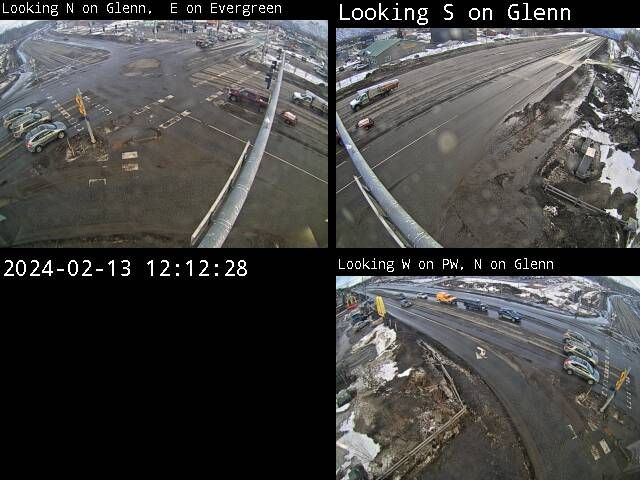 Looking N on Glenn,  E on Evergreen
Looking S on Glenn
2024-02-13 12:12:28
Looking W on PW, N on Glenn